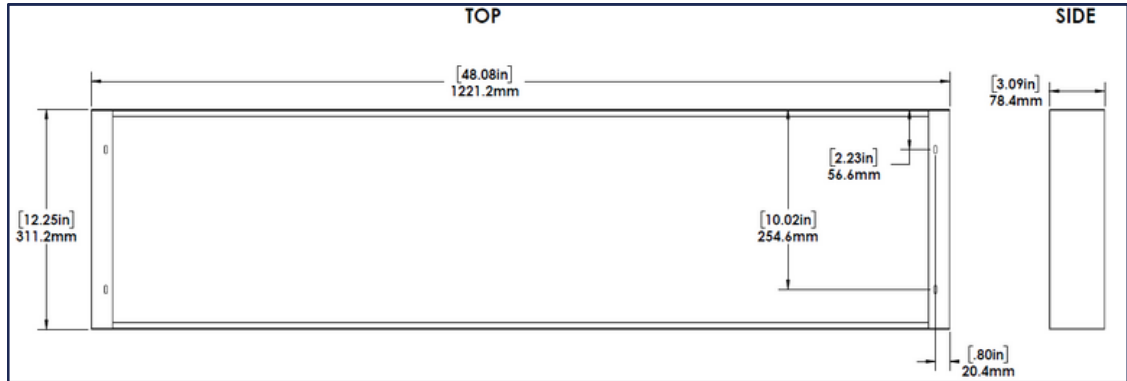 TOP
SIDE
[48.08in]
1221.2mm
[3.09in]
78.4mm
[2.23in]
56.6mm
[12.25in]
311.2mm
[10.02in]
254.6mm
[.80in]
20.4mm